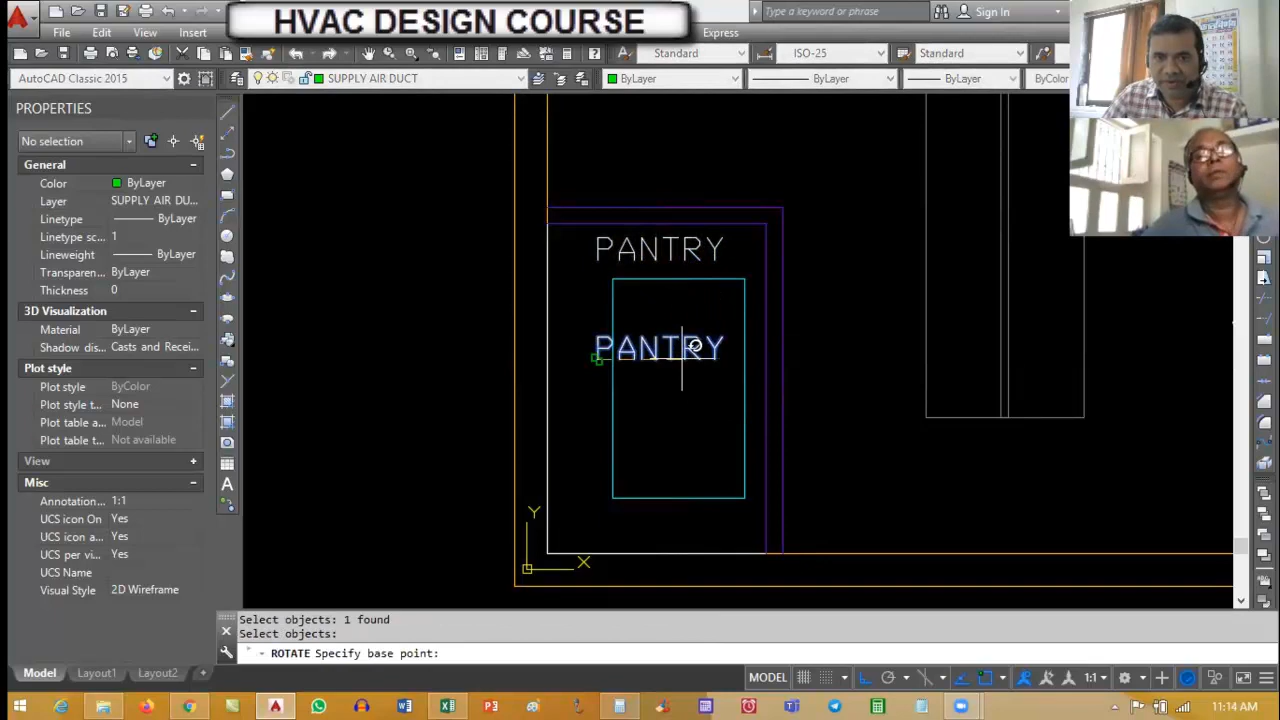 HVAC DESIGN COURSE
Type a keyword or phrase
Sign In
File Edit View Insert Express
Standard ISO-25 Standard
AutoCAD Classic 2015 SUPPLY AIR DUCT ByLayer ByLayer ByLayer ByColor
PROPERTIES
No selection
General
Color ByLayer
Layer SUPPLY AIR DU...
Linetype ByLayer
Linetype sc... 1
Lineweight ByLayer
Transparen... ByLayer
Thickness 0
3D Visualization
Material ByLayer
Shadow dis... Casts and Recei...
Plot style
Plot style ByColor
Plot style t... None
Plot table a... Model
Plot table t... Not available
View
Misc
Annotation... 1:1
UCS icon On Yes
UCS icon a... Yes
UCS per vi... Yes
UCS Name
Visual Style 2D Wireframe
PANTRY
PANTRY
Y
X
Select objects: 1 found
Select objects:
ROTATE Specify base point:
Model Layout1 Layout2 +
MODEL 1:1
11:14 AM